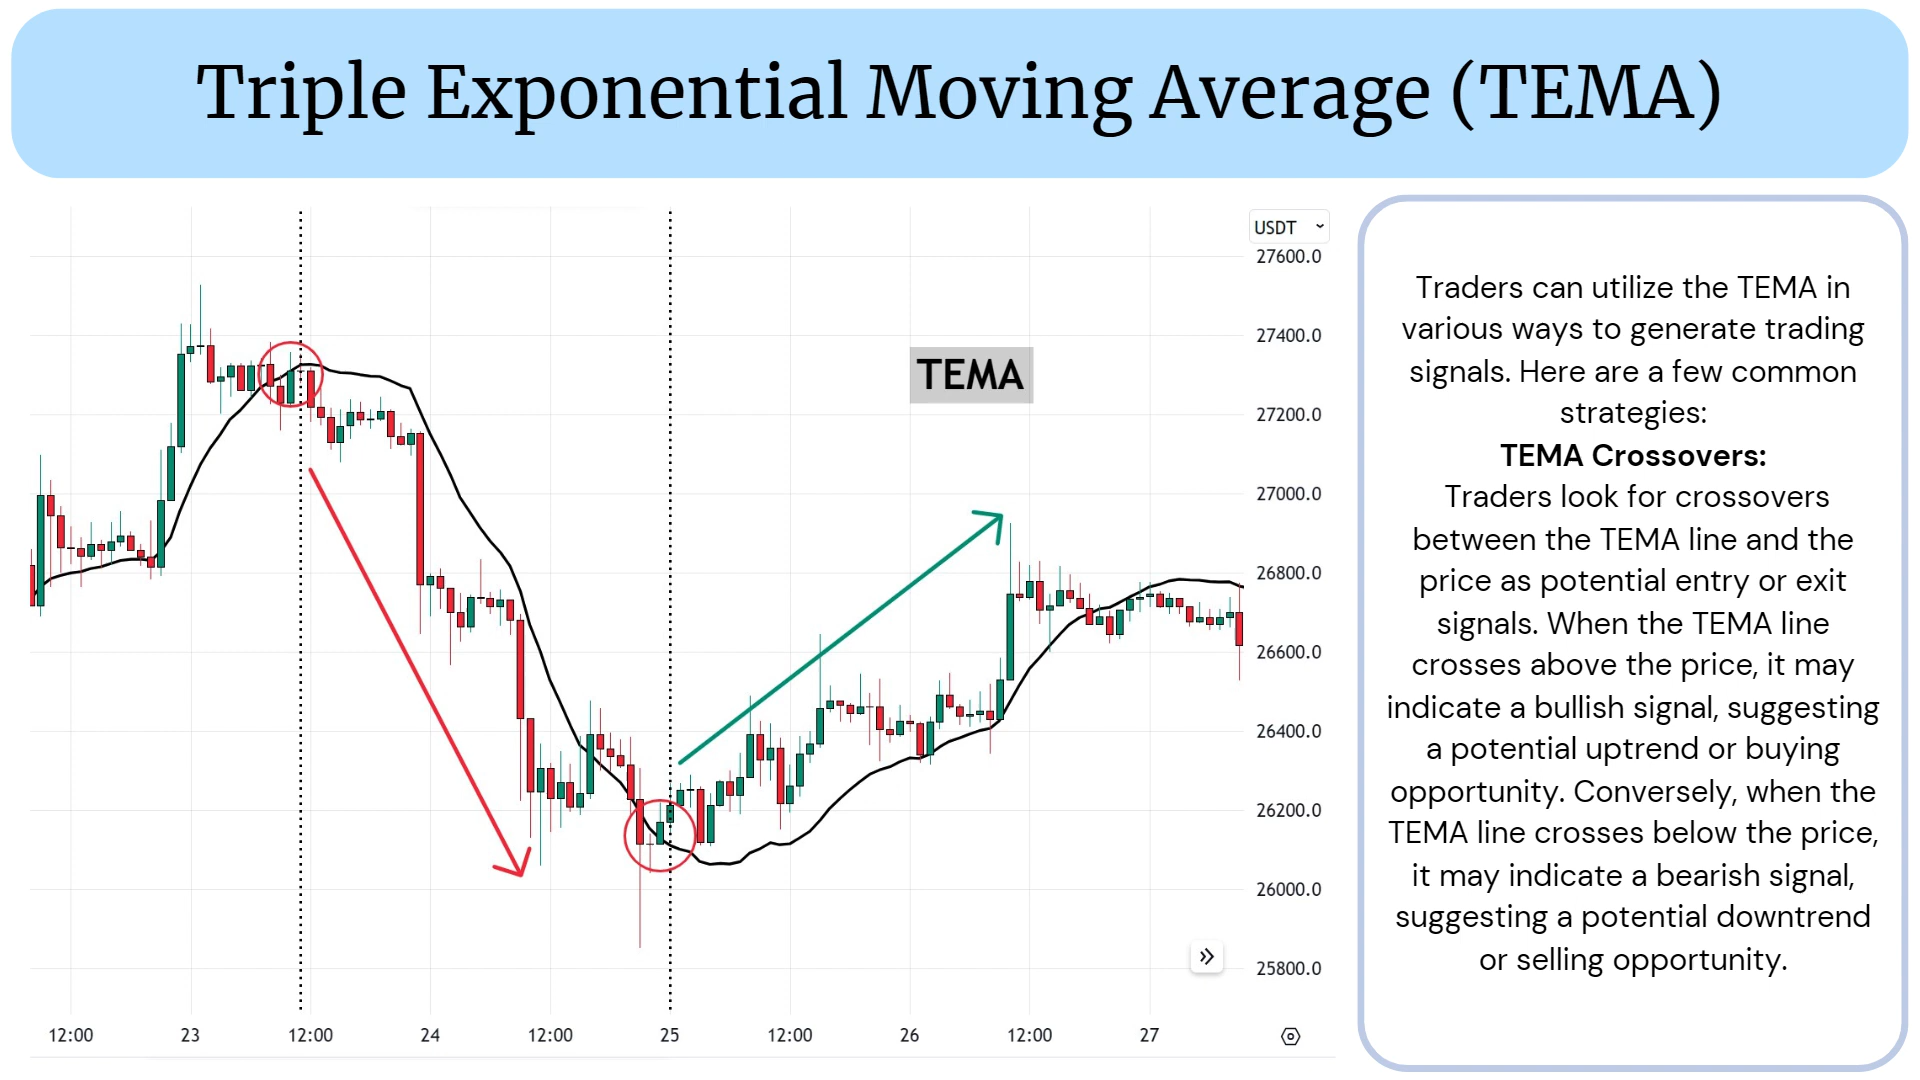 Triple Exponential Moving Average (TEMA)
USDT
27600.0
27400.0
TEMA
27200.0
27000.0
26800.0
26600.0
26400.0
26200.0
26000.0
25800.0
12:00 23 12:00 24 12:00 25 12:00 26 12:00 27
Traders can utilize the TEMA in
various ways to generate trading
signals. Here are a few common
strategies:
TEMA Crossovers:
Traders look for crossovers
between the TEMA line and the
price as potential entry or exit
signals. When the TEMA line
crosses above the price, it may
indicate a bullish signal, suggesting
a potential uptrend or buying
opportunity. Conversely, when the
TEMA line crosses below the price,
it may indicate a bearish signal,
suggesting a potential downtrend
or selling opportunity.